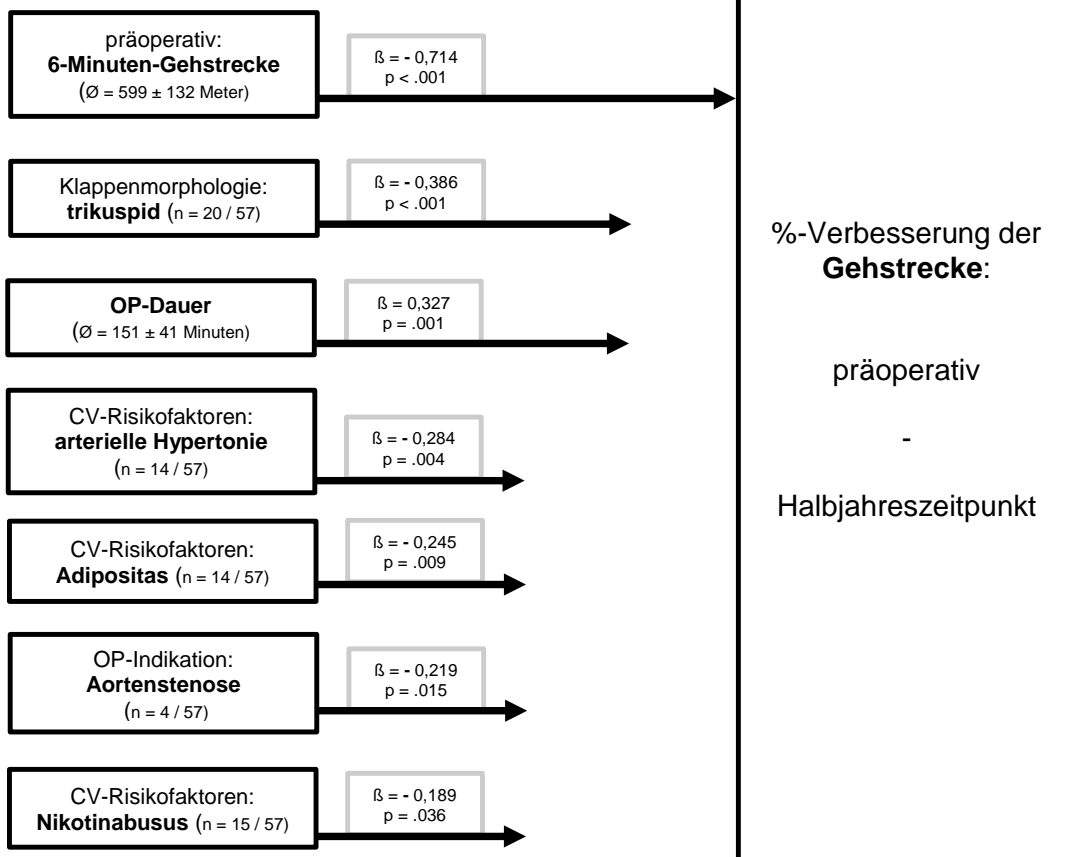 präoperativ:
6-Minuten-Gehstrecke
(Ø = 599 ± 132 Meter)
ß = - 0,714
p < .001
Klappenmorphologie:
trikuspid (n = 20 / 57)
ß = - 0,386
p < .001
OP-Dauer
(Ø = 151 ± 41 Minuten)
ß = 0,327
p = .001
CV-Risikofaktoren:
arterielle Hypertonie
(n = 14 / 57)
ß = - 0,284
p = .004
CV-Risikofaktoren:
Adipositas (n = 14 / 57)
ß = - 0,245
p = .009
OP-Indikation:
Aortenstenose
(n = 4 / 57)
ß = - 0,219
p = .015
CV-Risikofaktoren:
Nikotinabusus (n = 15 / 57)
ß = - 0,189
p = .036
%-Verbesserung der
Gehstrecke:
präoperativ
-
Halbjahreszeitpunkt